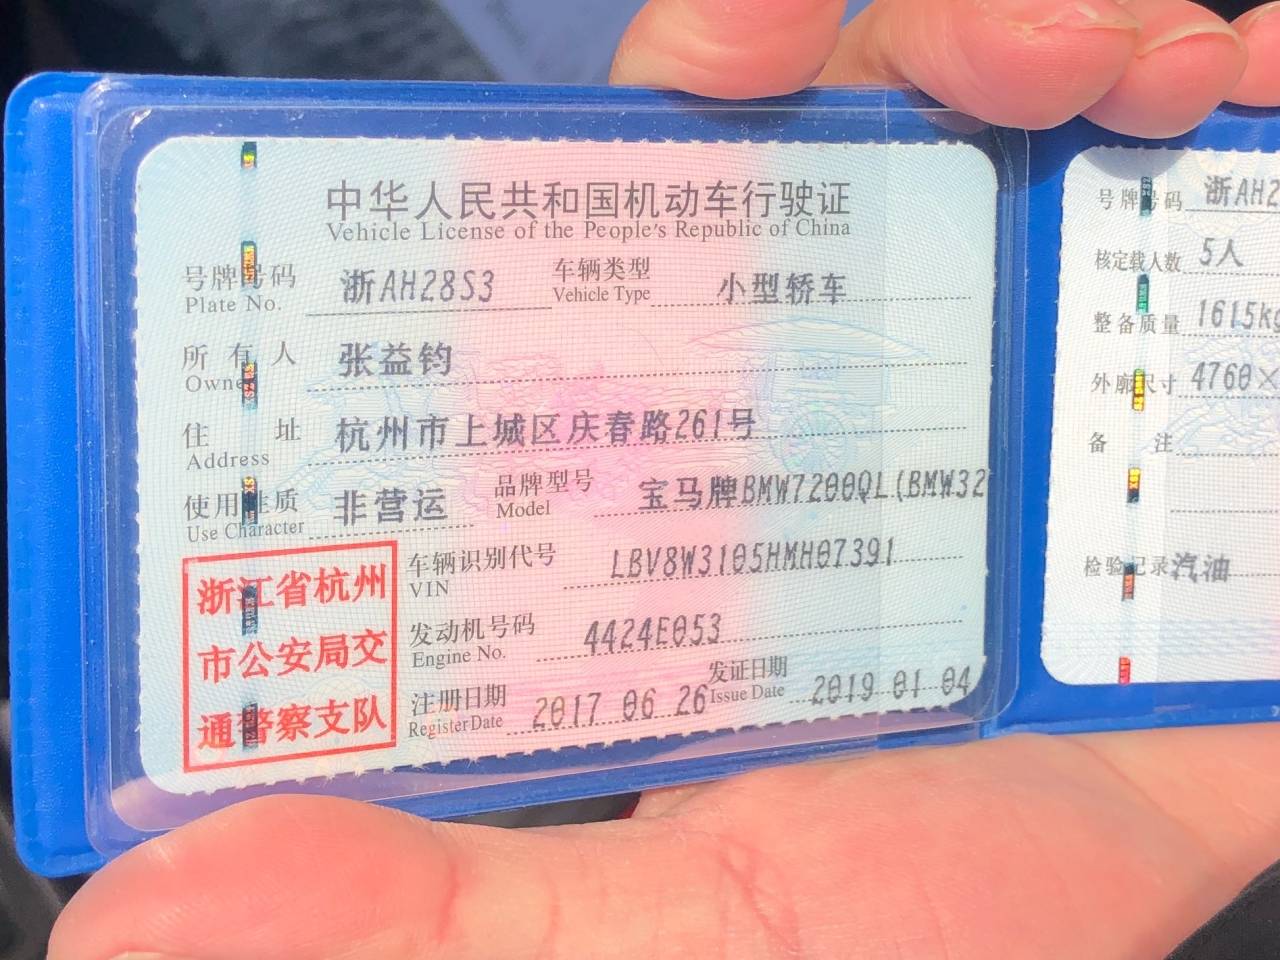 中华人民共和国机动车行驶证
Vehicle License of the People's Republic of China
号牌号码 浙AH28S3 车辆类型 小型轿车
Plate No. Vehicle Type
所有人 张益钧
Owner
住址 杭州市上城区庆春路261号
Address
使用性质 非营运 品牌型号 宝马牌BMW7200QL(BMW32
Use Character Model
车辆识别代号 LBV8W3105HMH07391
VIN
发动机号码 4424E053
Engine No.
注册日期 2017 06 26 发证日期 2019 01 04
Register Date Issue Date
浙江省杭州
市公安局交
通警察支队
号牌号码 浙AH2
核定载人数 5人
整备质量 1615kg
外廓尺寸 4760×
备注
检验记录 汽油